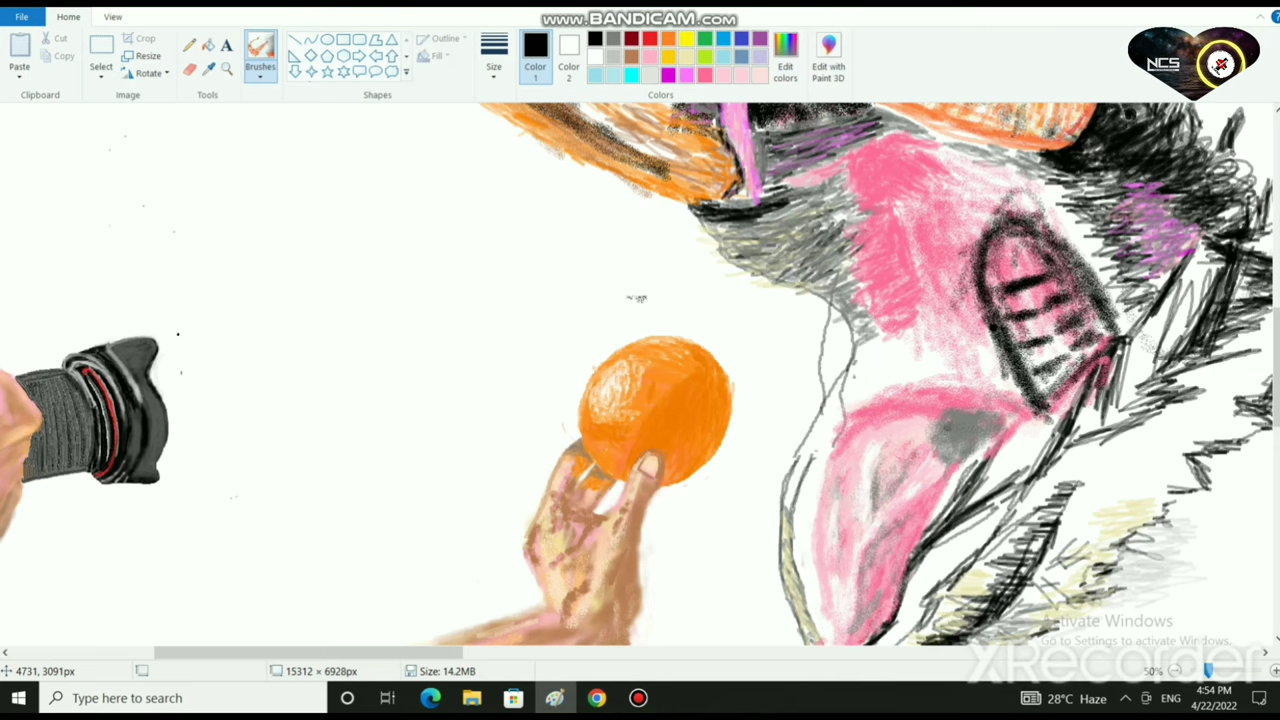 www.BANDICAM.com
File
Home
View
Paste
Cut
Copy
Clipboard
Select
Crop
Resize
Rotate
Image
Tools
Brushes
Shapes
Outline
Fill
Size
Color 1
Color 2
Colors
Edit colors
Edit with Paint 3D
NCS
Activate Windows
Go to Settings to activate Windows.
XRecorder
4731, 3091px
15312 × 6928px
Size: 14.2MB
50%
Type here to search
28°C Haze
ENG
4:54 PM
4/22/2022